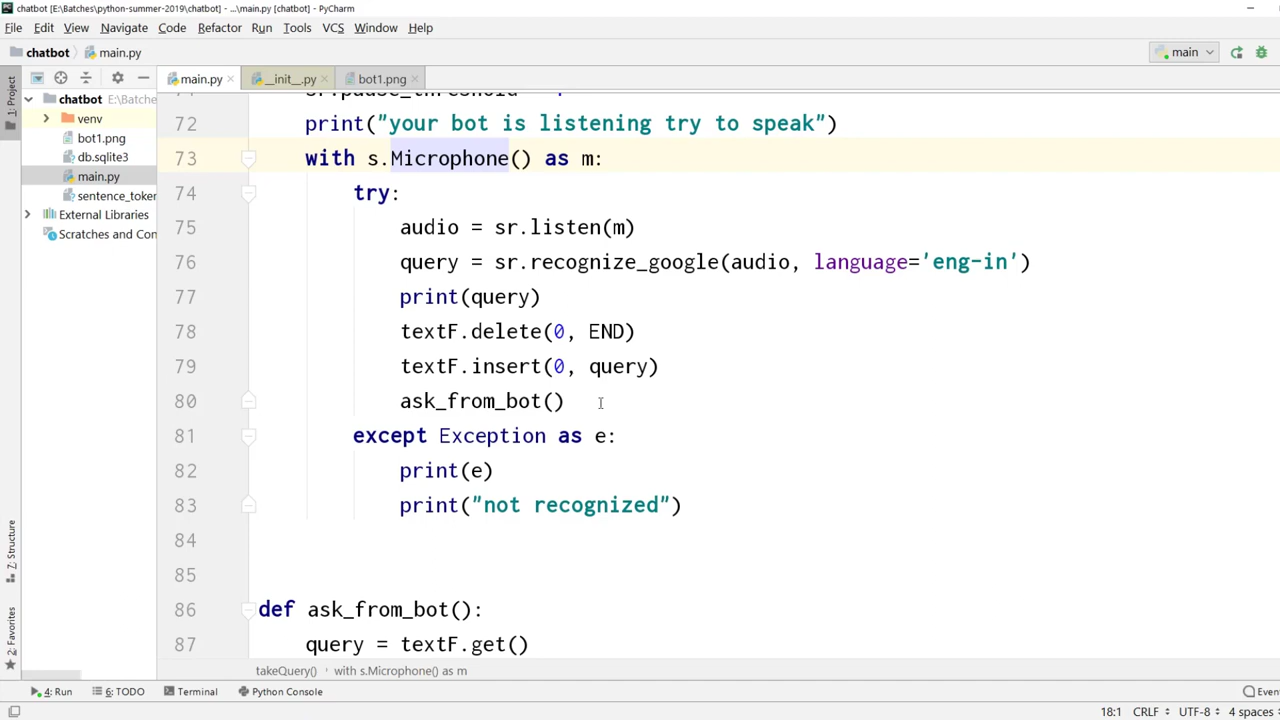 chatbot [E:\Batches\python-summer-2019\chatbot] - ...\main.py [chatbot] - PyCharm
File Edit View Navigate Code Refactor Run Tools VCS Window Help
chatbot main.py main
1: Project
main.py __init__.py bot1.png
chatbot E:\Batche
venv
bot1.png
db.sqlite3
main.py
sentence_token
External Libraries
Scratches and Con
72 print("your bot is listening try to speak")
73 with s.Microphone() as m:
74 try:
75 audio = sr.listen(m)
76 query = sr.recognize_google(audio, language='eng-in')
77 print(query)
78 textF.delete(0, END)
79 textF.insert(0, query)
80 ask_from_bot()
81 except Exception as e:
82 print(e)
83 print("not recognized")
84
85
86 def ask_from_bot():
87 query = textF.get()
Z: Structure
2: Favorites
takeQuery() with s.Microphone() as m
4: Run 6: TODO Terminal Python Console Even
18:1 CRLF UTF-8 4 spaces